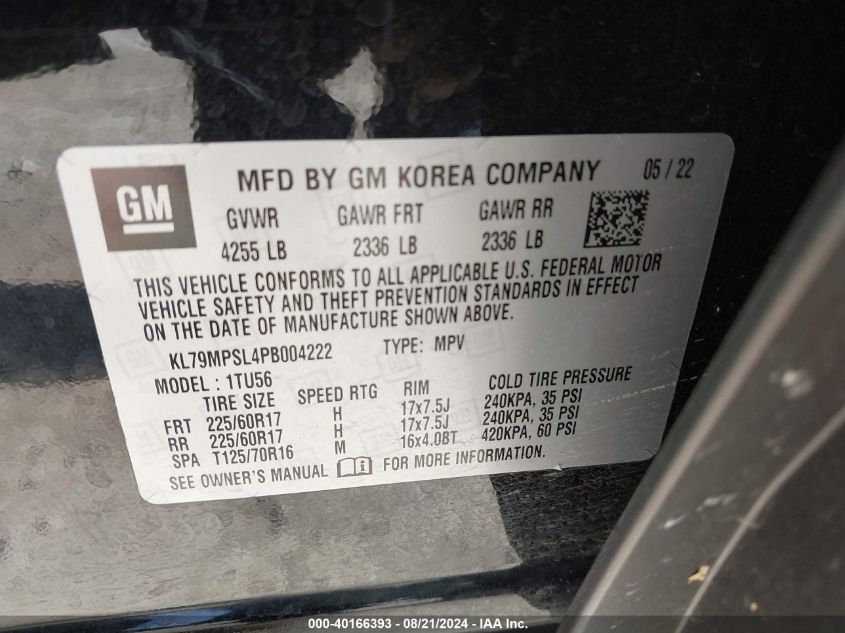 GM
MFD BY GM KOREA COMPANY 05 / 22
GVWR GAWR FRT GAWR RR
4255 LB 2336 LB 2336 LB
THIS VEHICLE CONFORMS TO ALL APPLICABLE U.S. FEDERAL MOTOR
VEHICLE SAFETY AND THEFT PREVENTION STANDARDS IN EFFECT
ON THE DATE OF MANUFACTURE SHOWN ABOVE.
KL79MPSL4PB004222 TYPE: MPV
MODEL : 1TU56
TIRE SIZE SPEED RTG RIM COLD TIRE PRESSURE
FRT 225/60R17 H 17x7.5J 240KPA, 35 PSI
RR 225/60R17 H 17x7.5J 240KPA, 35 PSI
SPA T125/70R16 M 16x4.0BT 420KPA, 60 PSI
SEE OWNER'S MANUAL FOR MORE INFORMATION.
000-40166393 - 08/21/2024 - IAA Inc.